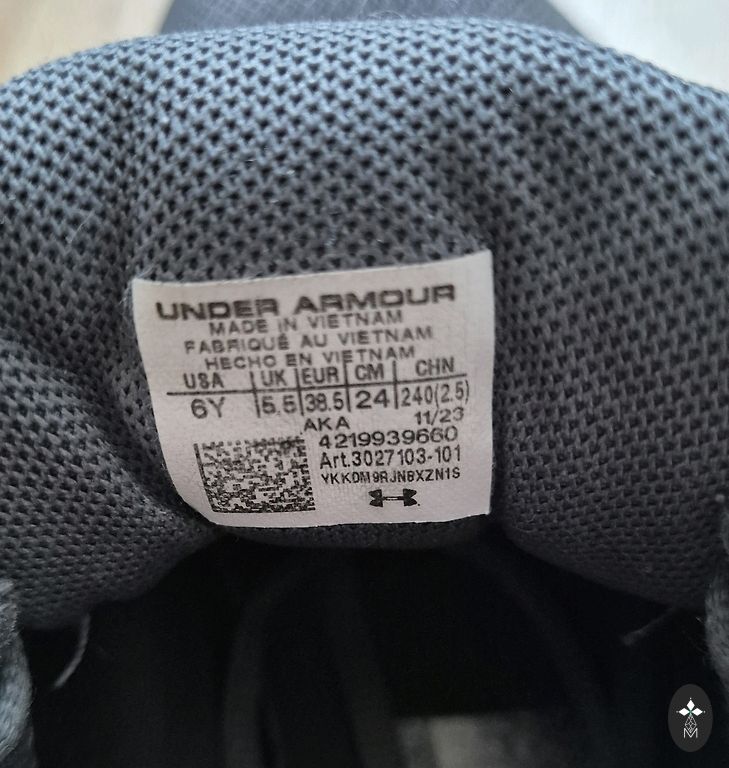 UNDER ARMOUR
MADE IN VIETNAM
FABRIQUÉ AU VIETNAM
HECHO EN VIETNAM
USA UK EUR CM CHN
6Y 5.5 38.5 24 240(2.5)
AKA 11/23
4219939660
Art.3027103-101
YKKDM9RJNBXZN1S
M